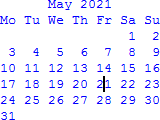 May 2021
Mo Tu We Th Fr Sa Su
1 2
3 4 5 6 7 8 9
10 11 12 13 14 15 16
17 18 19 20 21 22 23
24 25 26 27 28 29 30
31